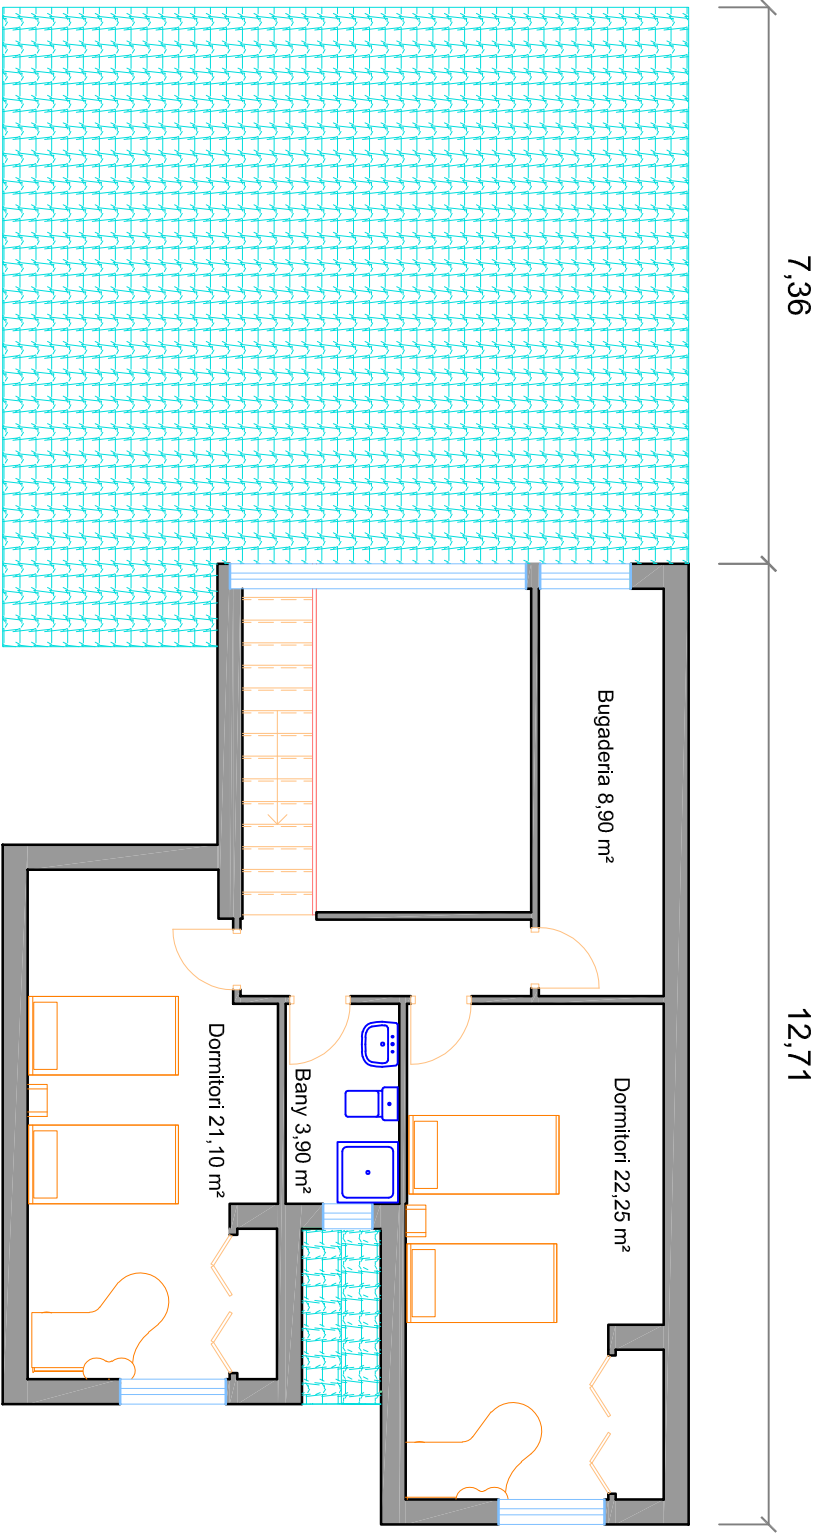 7,36
12,71
Bugaderia 8,90 m²
Dormitori 22,25 m²
Bany 3,90 m²
Dormitori 21,10 m²